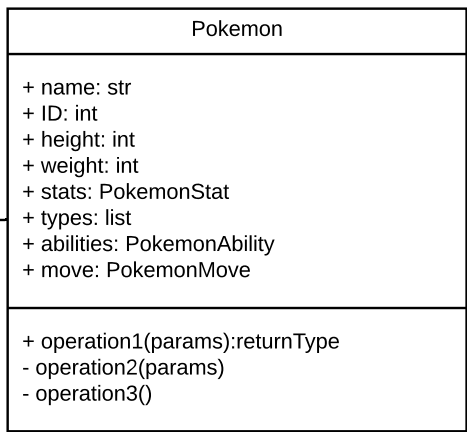 Pokemon
+ name: str
+ ID: int
+ height: int
+ weight: int
+ stats: PokemonStat
+ types: list
+ abilities: PokemonAbility
+ move: PokemonMove
+ operation1(params):returnType
- operation2(params)
- operation3()